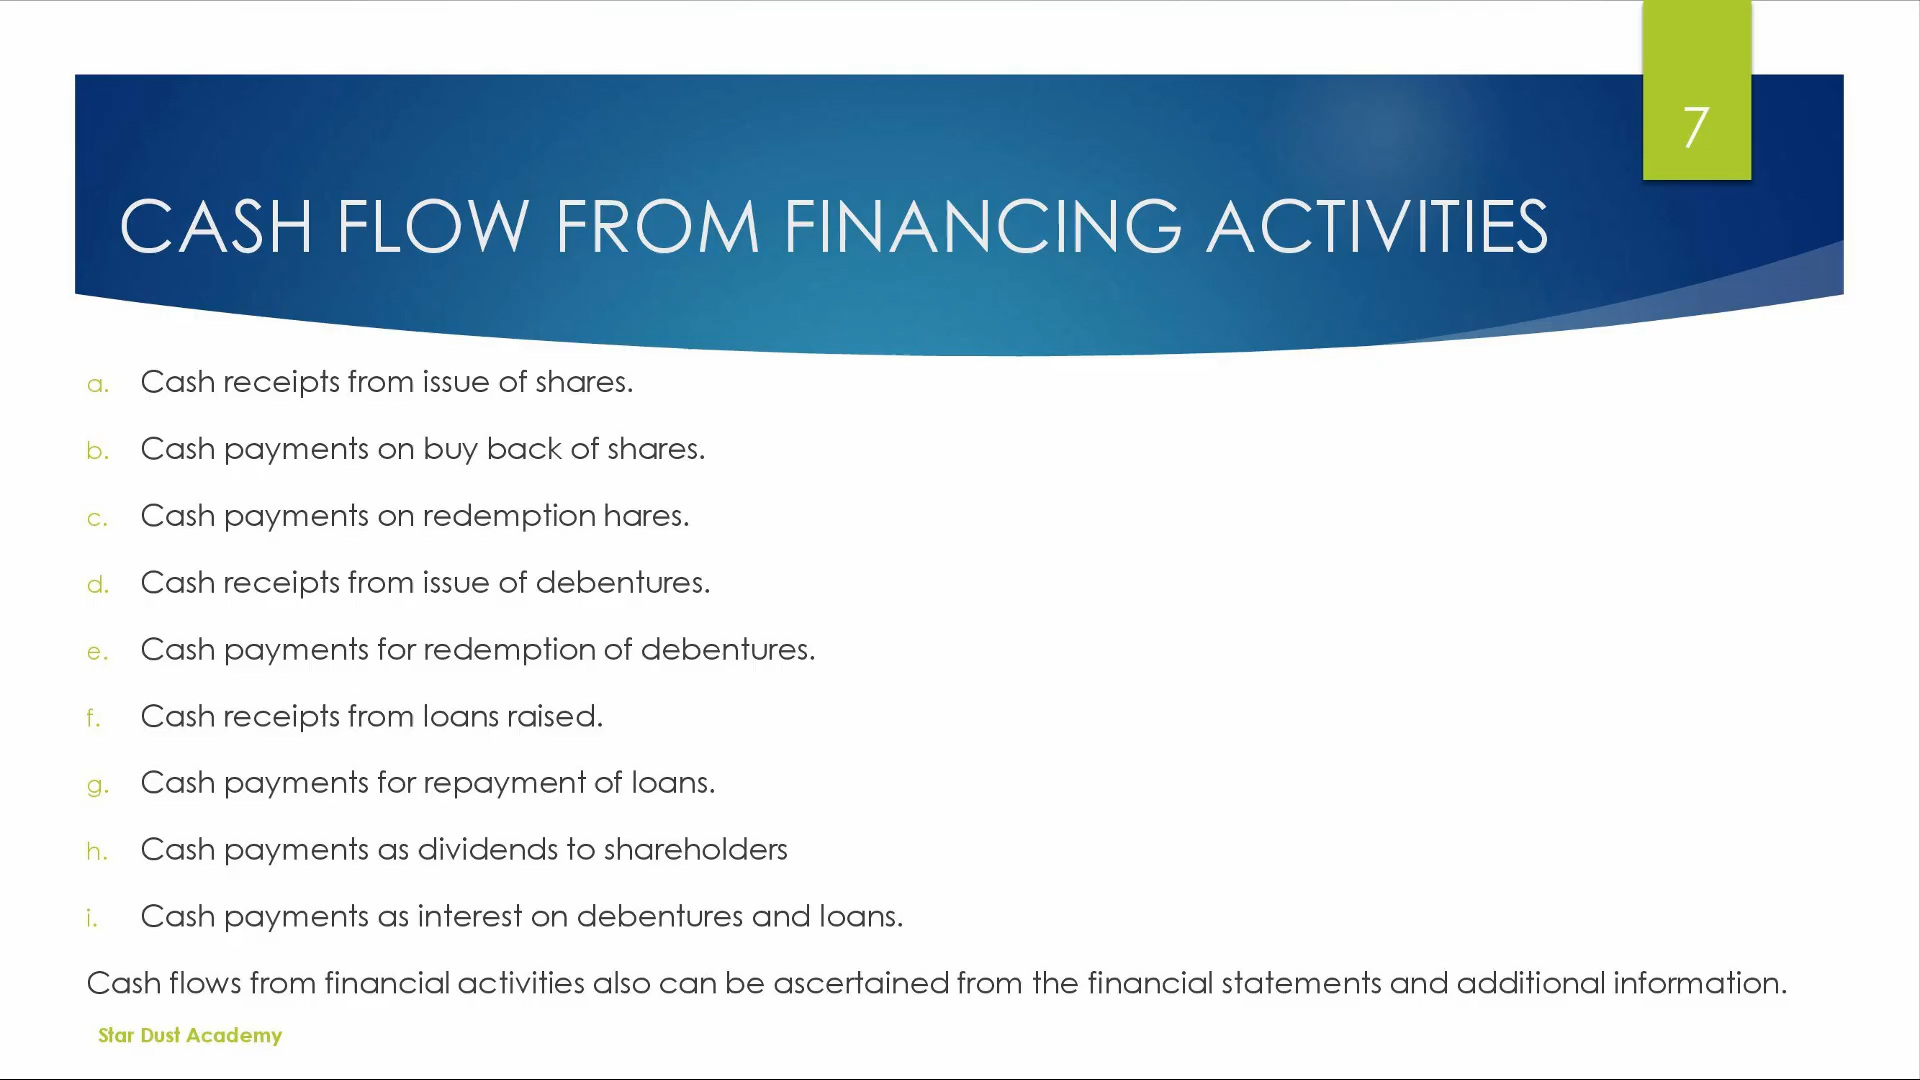 7
CASH FLOW FROM FINANCING ACTIVITIES
a. Cash receipts from issue of shares.
b. Cash payments on buy back of shares.
c. Cash payments on redemption hares.
d. Cash receipts from issue of debentures.
e. Cash payments for redemption of debentures.
f. Cash receipts from loans raised.
g. Cash payments for repayment of loans.
h. Cash payments as dividends to shareholders
i. Cash payments as interest on debentures and loans.
Cash flows from financial activities also can be ascertained from the financial statements and additional information.
Star Dust Academy